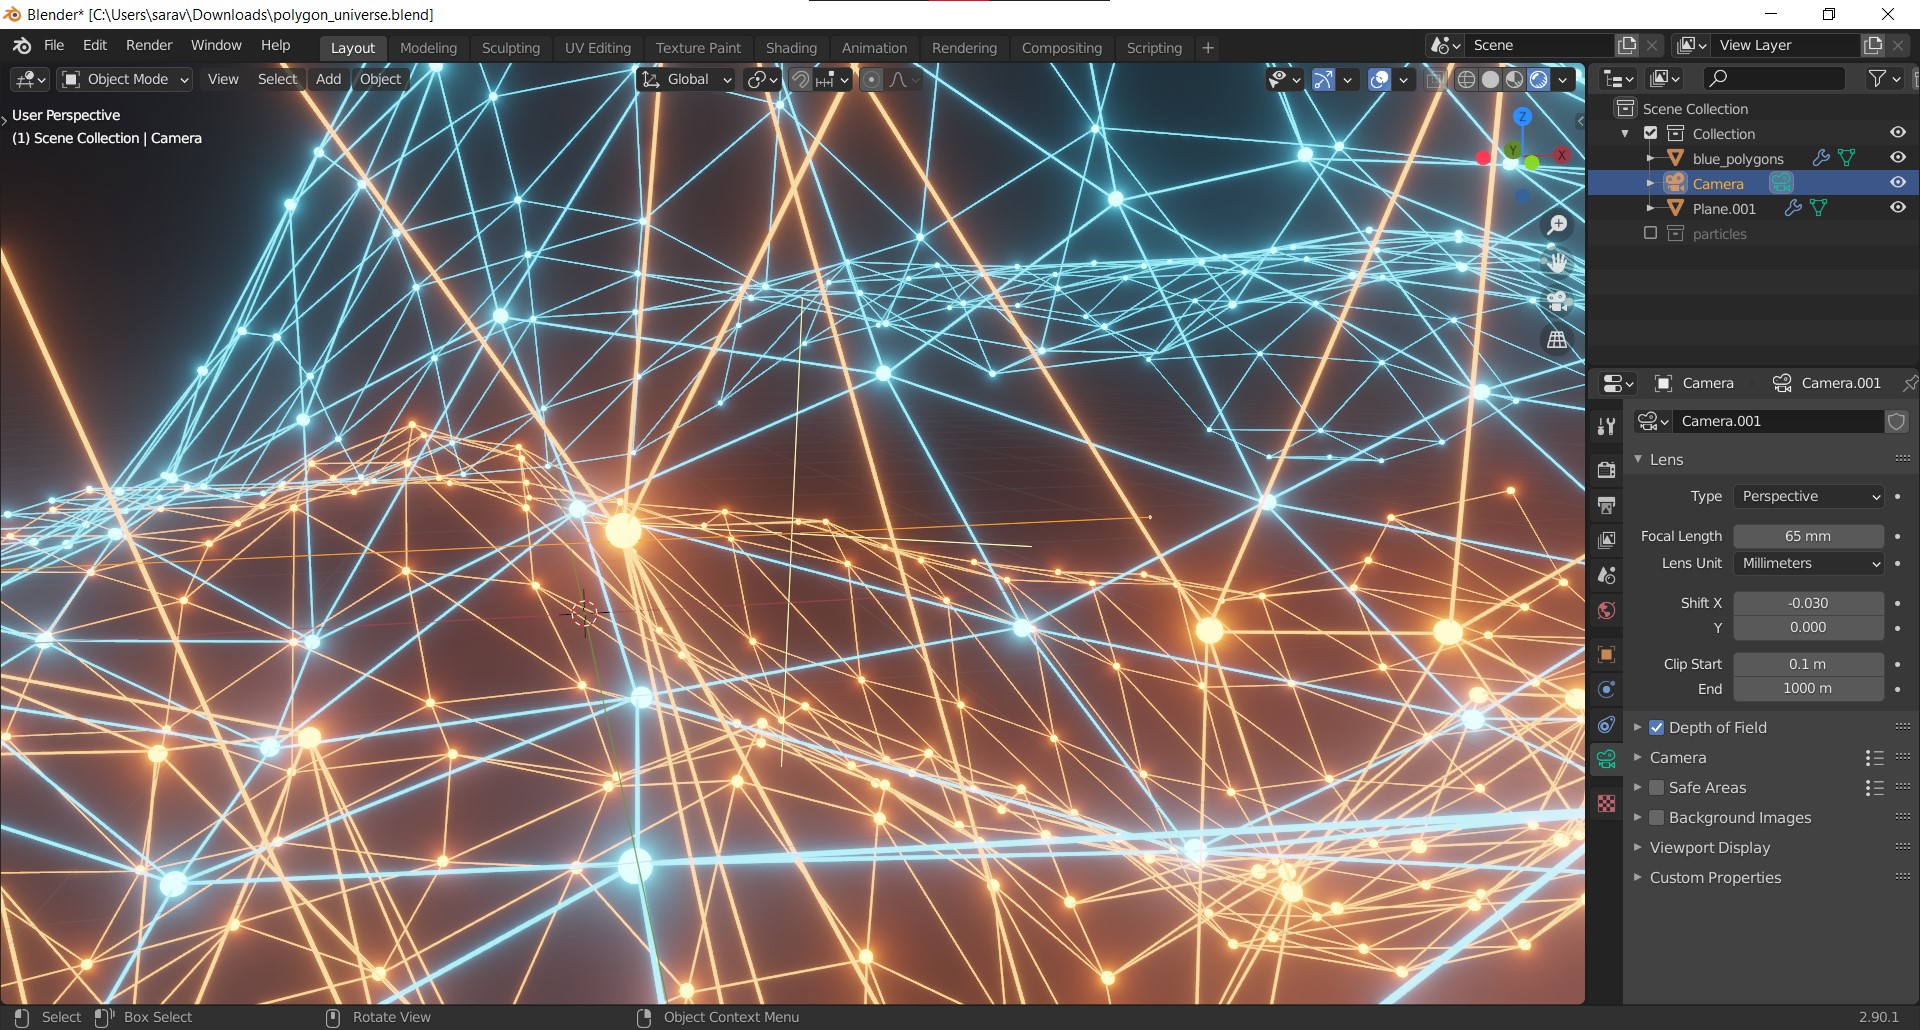 Blender* [C:\Users\sarav\Downloads\polygon_universe.blend]
File Edit Render Window Help Layout Modeling Sculpting UV Editing Texture Paint Shading Animation Rendering Compositing Scripting + Scene View Layer
Object Mode View Select Add Object Global
User Perspective
(1) Scene Collection | Camera
Z
Y
X
Scene Collection
Collection
blue_polygons
Camera
Plane.001
particles
Camera Camera.001
Camera.001
Lens
Type Perspective
Focal Length 65 mm
Lens Unit Millimeters
Shift X -0.030
Y 0.000
Clip Start 0.1 m
End 1000 m
Depth of Field
Camera
Safe Areas
Background Images
Viewport Display
Custom Properties
Select Box Select Rotate View Object Context Menu 2.90.1